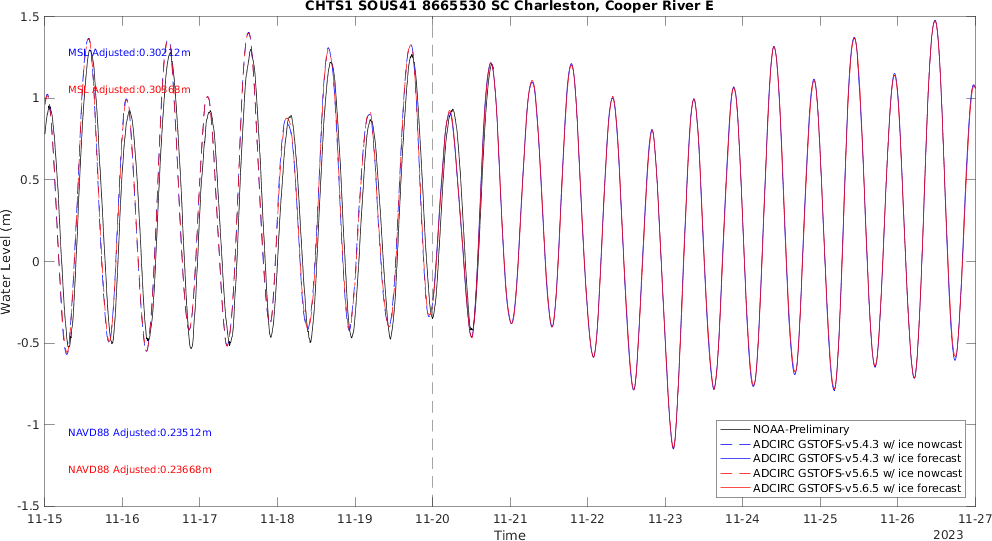 CHTS1 SOUS41 8665530 SC Charleston, Cooper River E
1.5
MSL Adjusted:0.30212m
MSL Adjusted:0.30368m
1
0.5
0
-0.5
-1
-1.5
Water Level (m)
NAVD88 Adjusted:0.23512m
NAVD88 Adjusted:0.23668m
NOAA-Preliminary
ADCIRC GSTOFS-v5.4.3 w/ ice nowcast
ADCIRC GSTOFS-v5.4.3 w/ ice forecast
ADCIRC GSTOFS-v5.6.5 w/ ice nowcast
ADCIRC GSTOFS-v5.6.5 w/ ice forecast
11-15 11-16 11-17 11-18 11-19 11-20 11-21 11-22 11-23 11-24 11-25 11-26 11-27
Time
2023